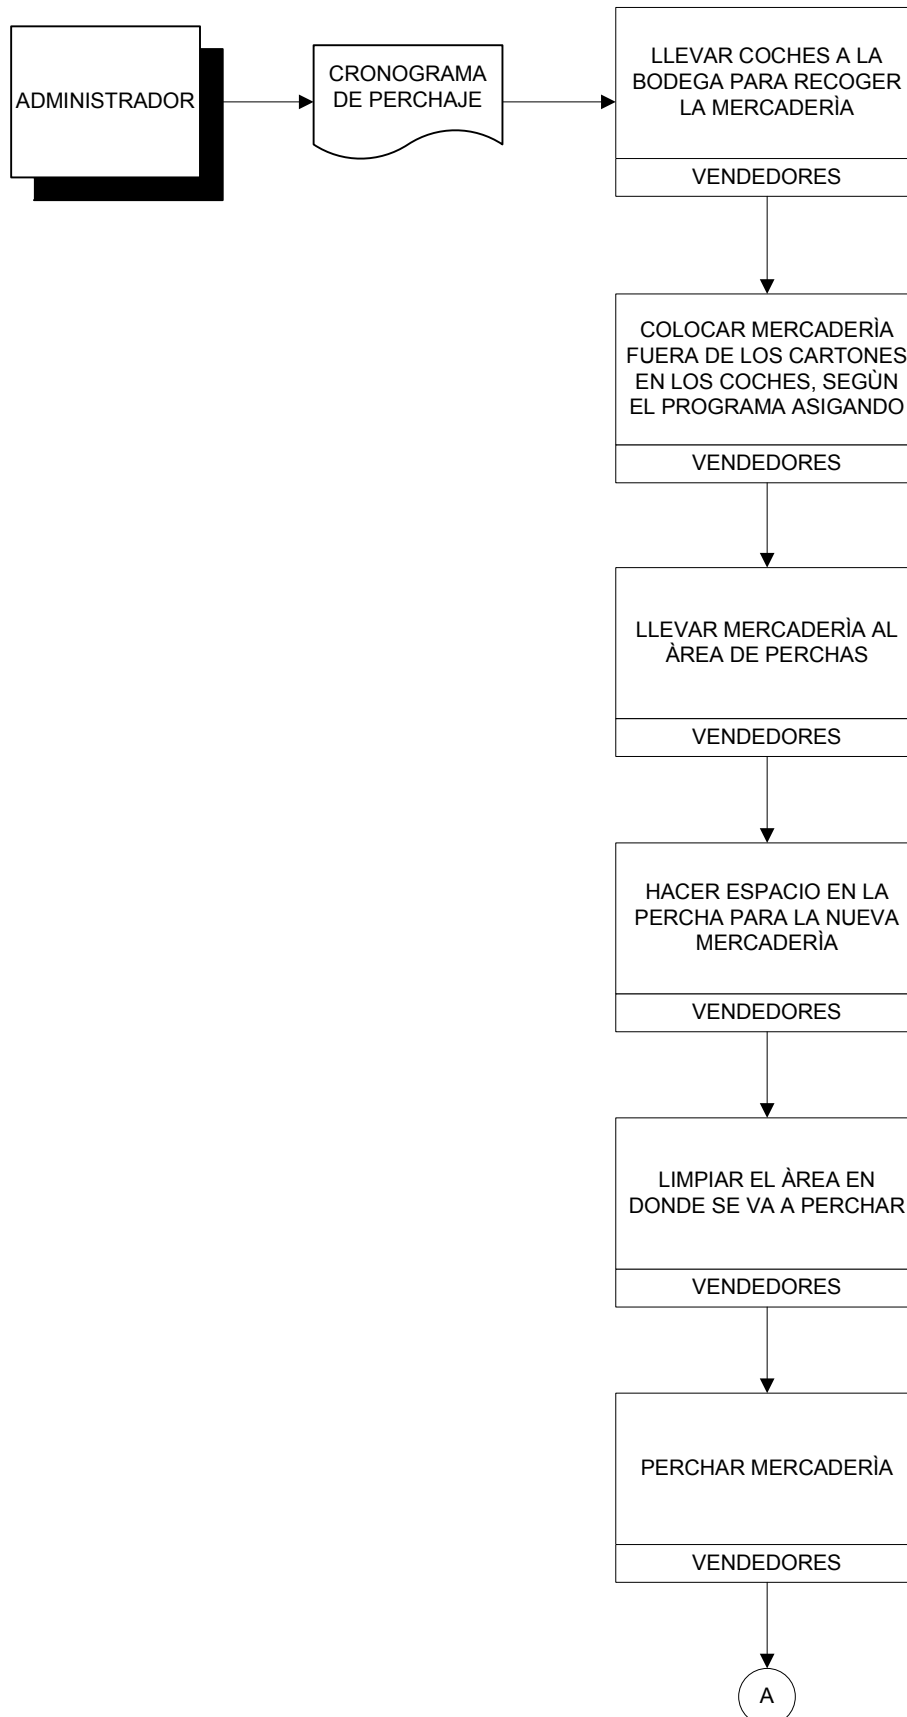 ADMINISTRADOR
CRONOGRAMA
DE PERCHAJE
LLEVAR COCHES A LA
BODEGA PARA RECOGER
LA MERCADERÌA
VENDEDORES
COLOCAR MERCADERÌA
FUERA DE LOS CARTONES
EN LOS COCHES, SEGÙN
EL PROGRAMA ASIGANDO
VENDEDORES
LLEVAR MERCADERÌA AL
ÀREA DE PERCHAS
VENDEDORES
HACER ESPACIO EN LA
PERCHA PARA LA NUEVA
MERCADERÌA
VENDEDORES
LIMPIAR EL ÀREA EN
DONDE SE VA A PERCHAR
VENDEDORES
PERCHAR MERCADERÌA
VENDEDORES
A